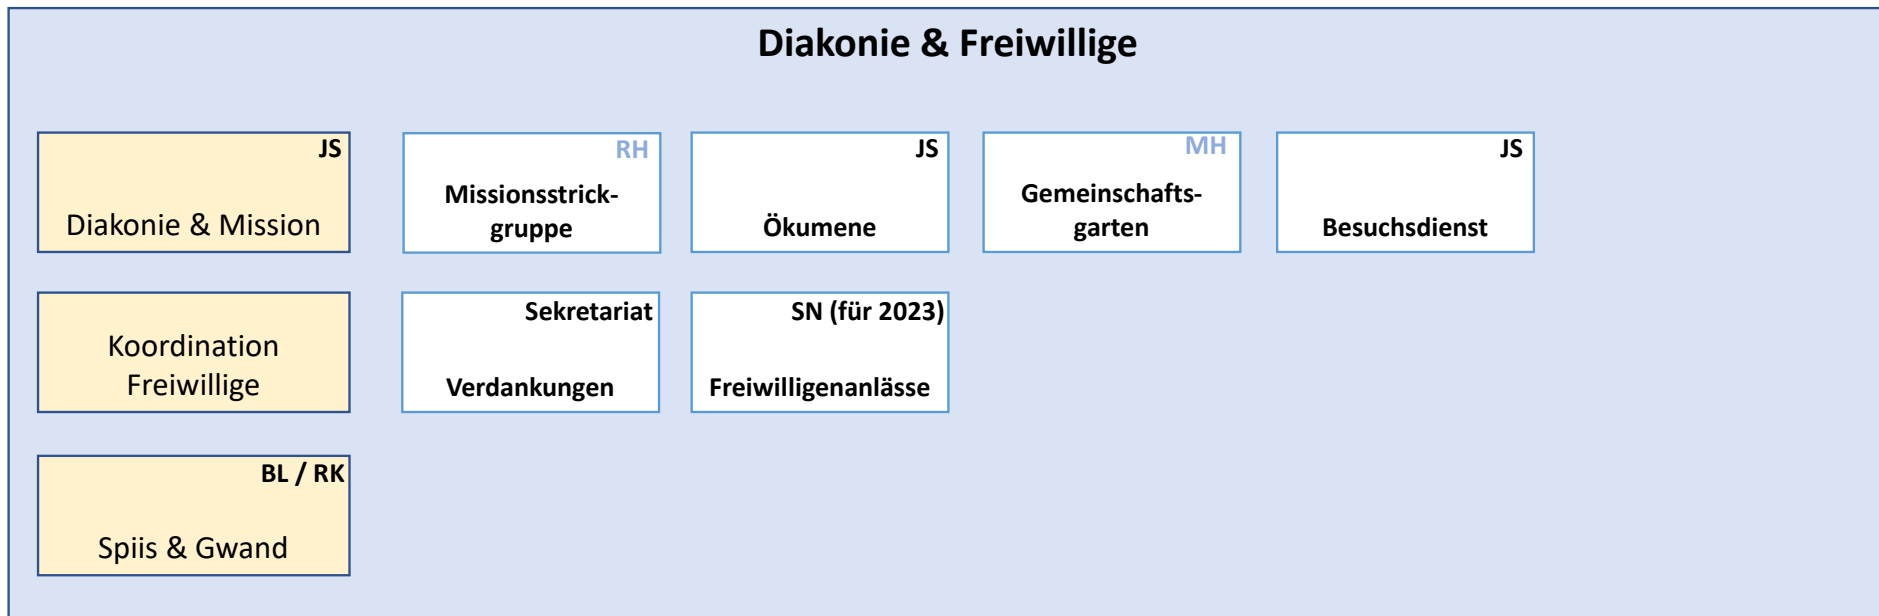 Diakonie & Freiwillige
JS
Diakonie & Mission
RH
Missionsstrick-
gruppe
JS
Ökumene
MH
Gemeinschafts-
garten
JS
Besuchsdienst
Koordination
Freiwillige
Sekretariat
Verdankungen
SN (für 2023)
Freiwilligenanlässe
BL / RK
Spiis & Gwand